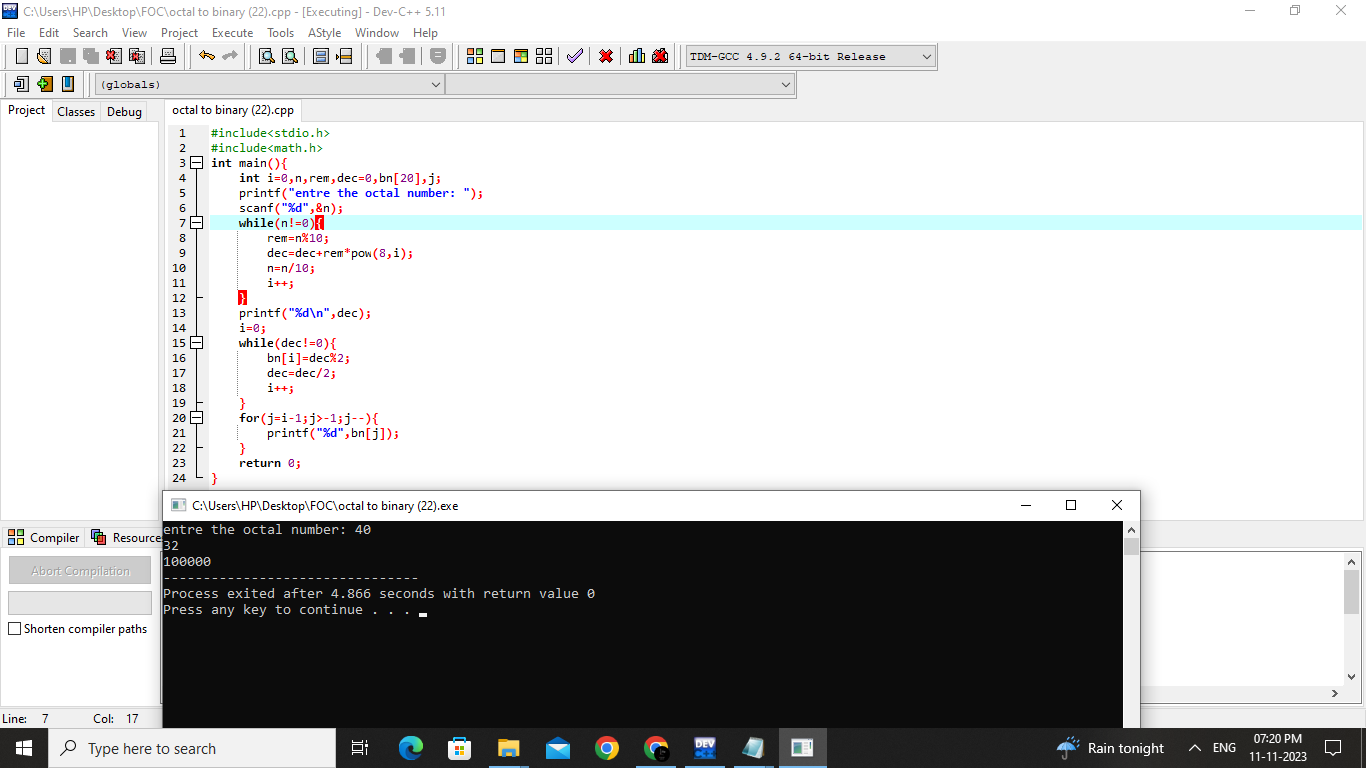 C:\Users\HP\Desktop\FOC\octal to binary (22).cpp - [Executing] - Dev-C++ 5.11
File Edit Search View Project Execute Tools AStyle Window Help
TDM-GCC 4.9.2 64-bit Release
(globals)
Project Classes Debug
octal to binary (22).cpp
1 #include<stdio.h>
2 #include<math.h>
3 int main(){
4 int i=0,n,rem,dec=0,bn[20],j;
5 printf("entre the octal number: ");
6 scanf("%d",&n);
7 while(n!=0){
8 rem=n%10;
9 dec=dec+rem*pow(8,i);
10 n=n/10;
11 i++;
12 }
13 printf("%d\n",dec);
14 i=0;
15 while(dec!=0){
16 bn[i]=dec%2;
17 dec=dec/2;
18 i++;
19 }
20 for(j=i-1;j>-1;j--){
21 printf("%d",bn[j]);
22 }
23 return 0;
24 }
Compiler Resource
Abort Compilation
Shorten compiler paths
C:\Users\HP\Desktop\FOC\octal to binary (22).exe
entre the octal number: 40
32
100000
--------------------------------
Process exited after 4.866 seconds with return value 0
Press any key to continue . . .
Line: 7 Col: 17
Type here to search
DEV
Rain tonight
ENG
07:20 PM
11-11-2023